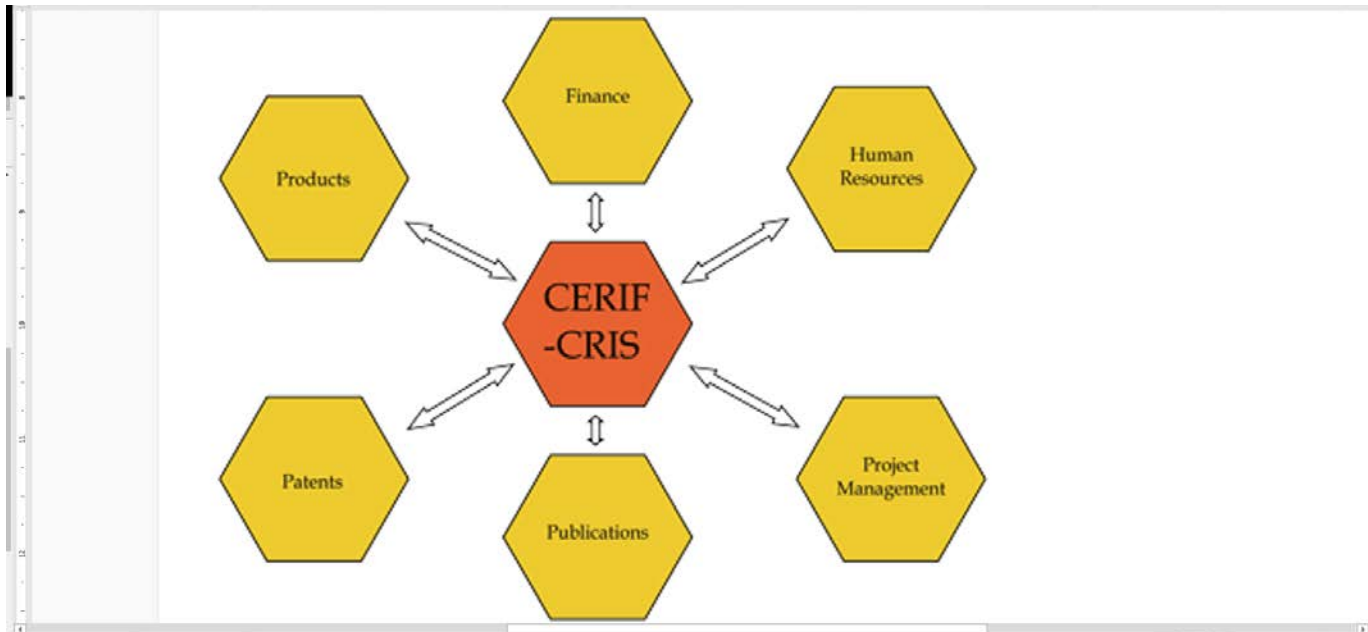 Finance
Products
Human
Resources
CERIF
-CRIS
Patents
Project
Management
Publications